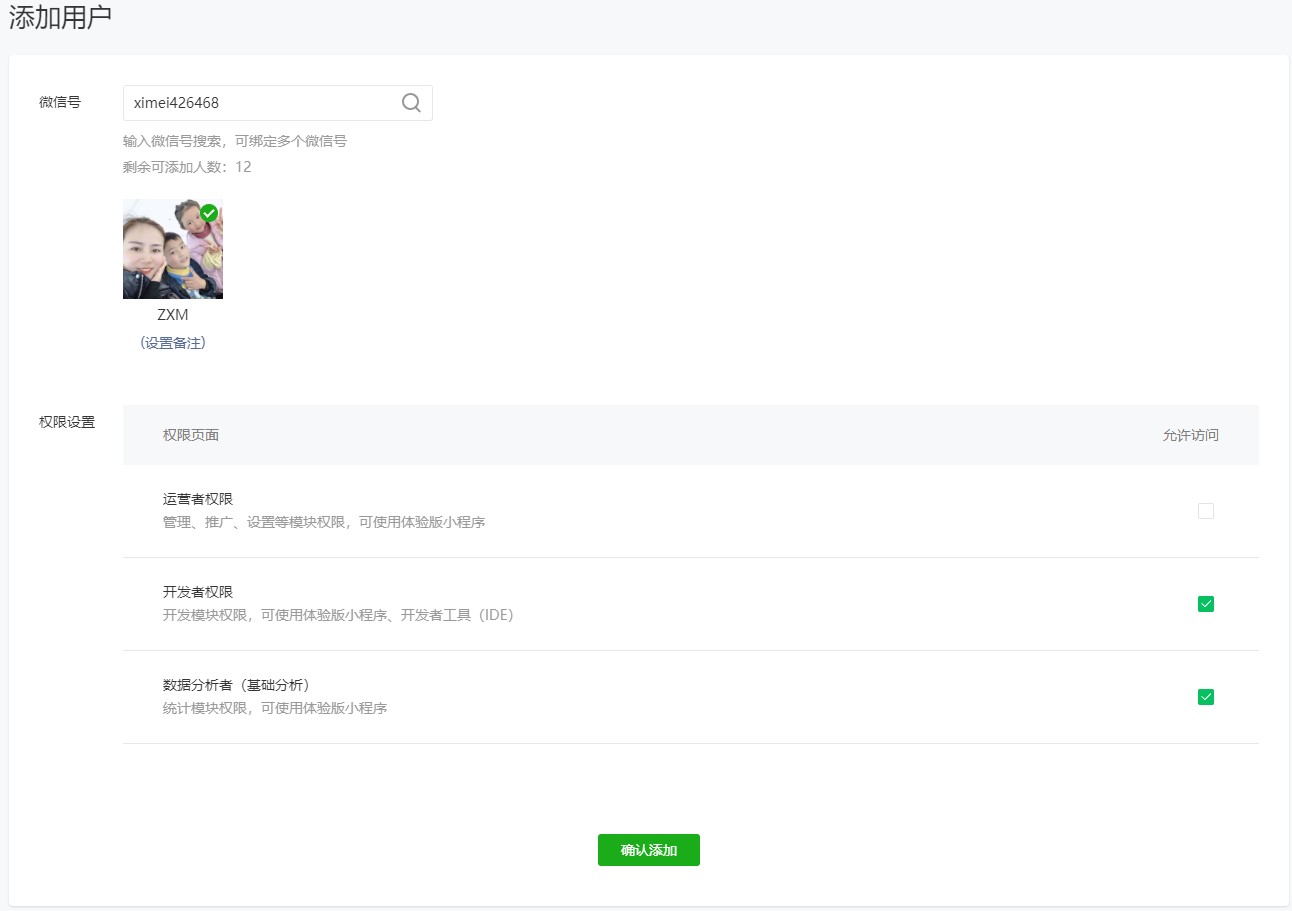 添加用户
微信号
ximei426468
输入微信号搜索，可绑定多个微信号
剩余可添加人数：12
ZXM
（设置备注）
权限设置
权限页面
允许访问
运营者权限
管理、推广、设置等模块权限，可使用体验版小程序
开发者权限
开发模块权限，可使用体验版小程序、开发者工具（IDE）
数据分析者（基础分析）
统计模块权限，可使用体验版小程序
确认添加